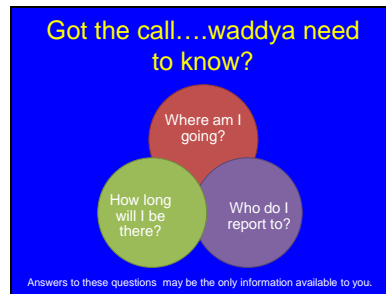 Got the call....waddya need
to know?
Where am I
going?
How long
will I be
there?
Who do I
report to?
Answers to these questions  may be the only information available to you.